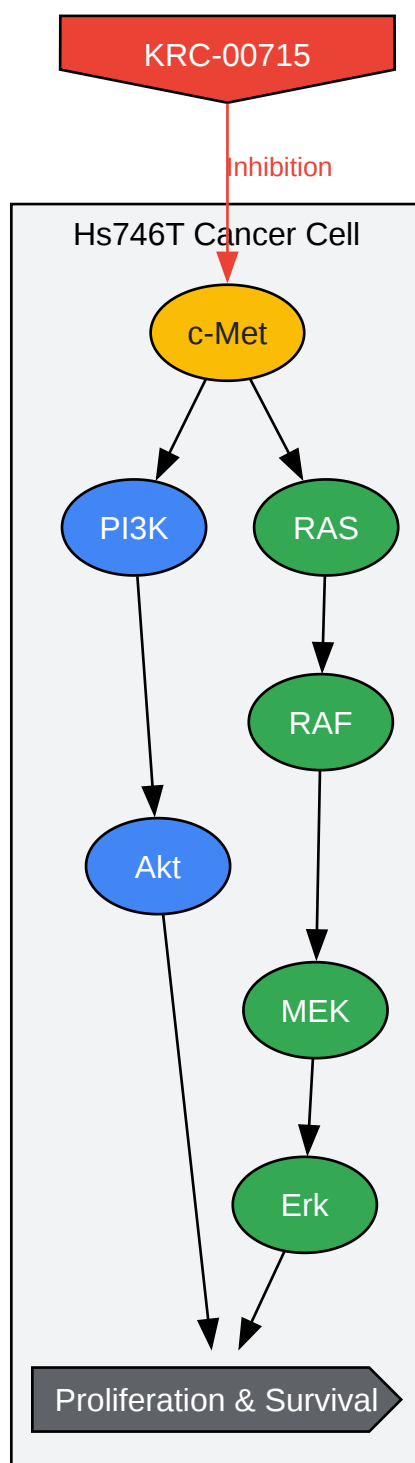 KRC-00715
Inhibition
Hs746T Cancer Cell
c-Met
PI3K
RAS
RAF
Akt
MEK
Erk
Proliferation & Survival